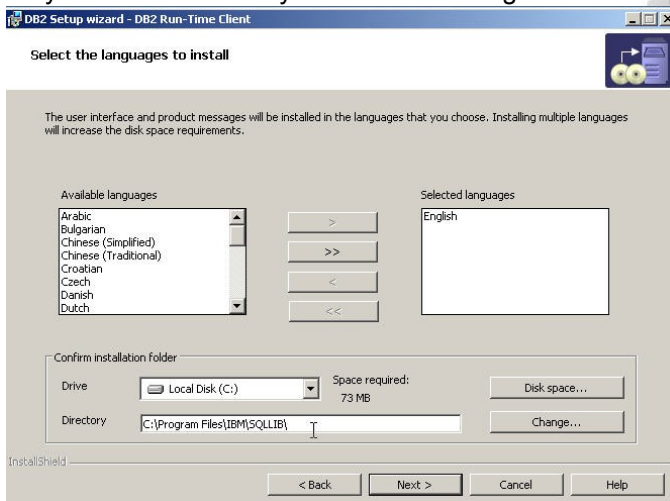 DB2 Setup wizard - DB2 Run-Time Client
Select the languages to install
The user interface and product messages will be installed in the languages that you choose. Installing multiple languages
will increase the disk space requirements.
Available languages
Selected languages
Arabic
Bulgarian
Chinese (Simplified)
Chinese (Traditional)
Croatian
Czech
Danish
Dutch
>
>>
<
<<
English
Confirm installation folder
Drive
Local Disk (C:)
Space required:
73 MB
Disk space...
Directory
C:\Program Files\IBM\SQLLIB\
Change...
InstallShield
< Back
Next >
Cancel
Help